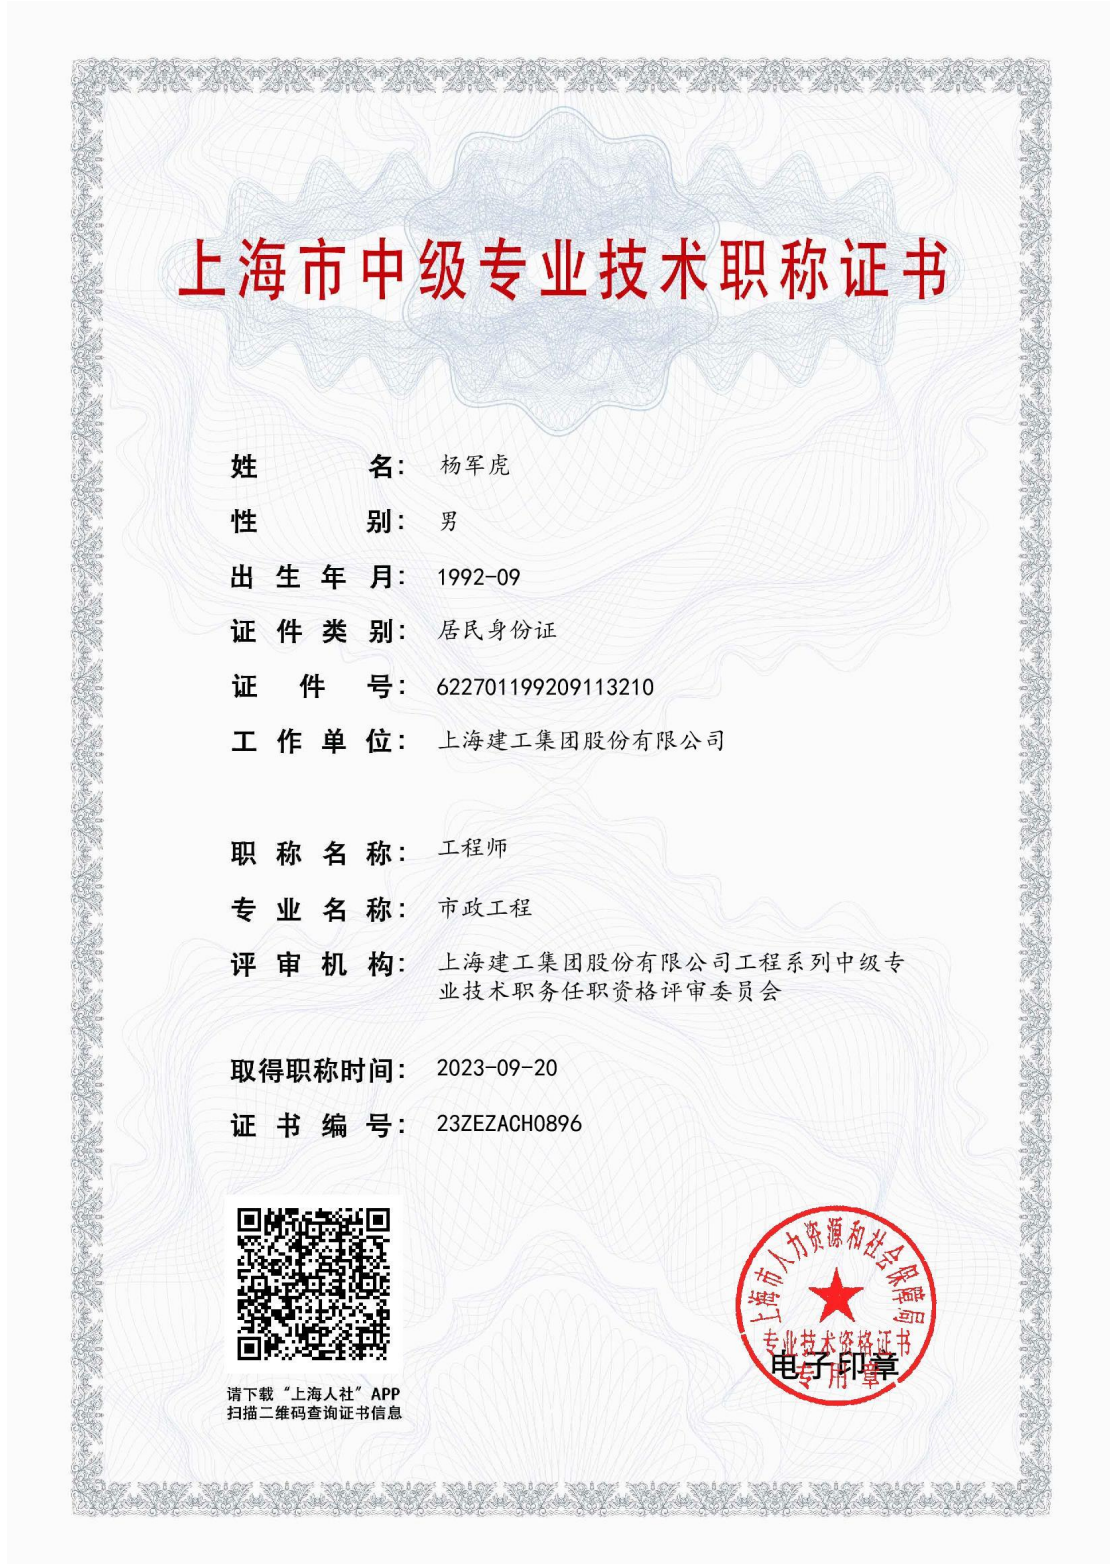 上海市中级专业技术职称证书
姓名：杨军虎
性别：男
出生年月：1992-09
证件类别：居民身份证
证件号：622701199209113210
工作单位：上海建工集团股份有限公司
职称名称：工程师
专业名称：市政工程
评审机构：上海建工集团股份有限公司工程系列中级专
业技术职务任职资格评审委员会
取得职称时间：2023-09-20
证书编号：23ZEZACH0896
请下载“上海人社”APP
扫描二维码查询证书信息
上海市人力资源和社会保障局
专业技术资格证书
电子印章
专用章